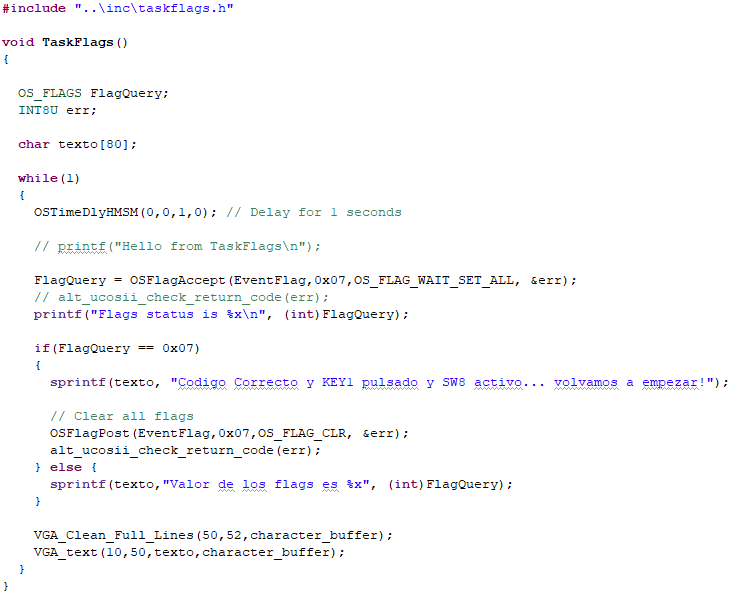 #include "..\inc\taskflags.h"
void TaskFlags()
{
OS_FLAGS FlagQuery;
INT8U err;
char texto[80];
while(1)
{
OSTimeDlyHMSM(0,0,1,0); // Delay for 1 seconds
// printf("Hello from TaskFlags\n");
FlagQuery = OSFlagAccept(EventFlag,0x07,OS_FLAG_WAIT_SET_ALL, &err);
// alt_ucosii_check_return_code(err);
printf("Flags status is %x\n", (int)FlagQuery);
if(FlagQuery == 0x07)
{
sprintf(texto, "Codigo Correcto y KEY1 pulsado y SW8 activo... volvamos a empezar!");
// Clear all flags
OSFlagPost(EventFlag,0x07,OS_FLAG_CLR, &err);
alt_ucosii_check_return_code(err);
} else {
sprintf(texto,"Valor de los flags es %x", (int)FlagQuery);
}
VGA_Clean_Full_Lines(50,52,character_buffer);
VGA_text(10,50,texto,character_buffer);
}
}